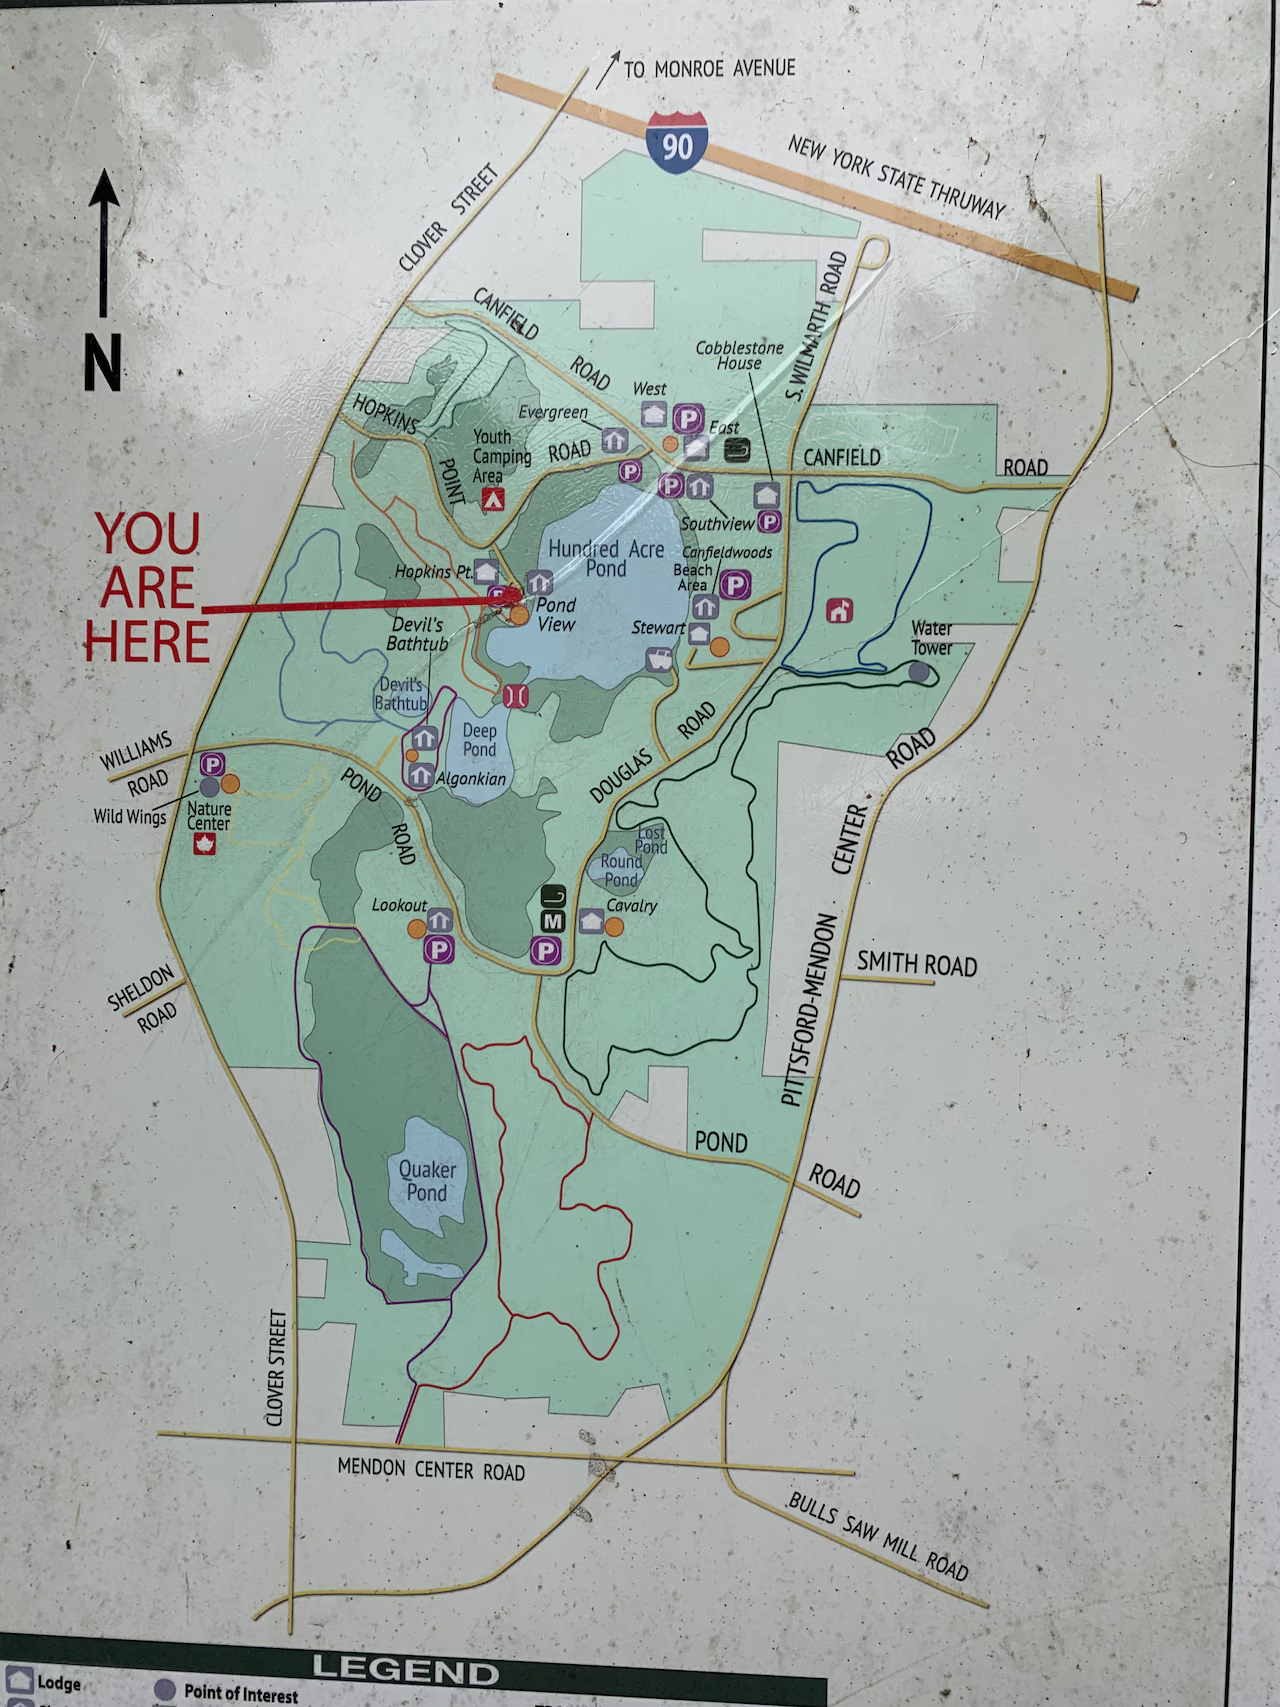 TO MONROE AVENUE
90
NEW YORK STATE THRUWAY
CLOVER STREET
N
CANFIELD
ROAD
S. WILMARTH ROAD
Cobblestone
House
West
P
Evergreen
East
HOPKINS
POINT
ROAD
Youth
Camping
Area
CANFIELD
ROAD
P
P
Southview
P
YOU
ARE
HERE
Hundred Acre
Pond
Canfieldwoods
Beach
Area
P
Hopkins Pt.
Pond
View
Devil's
Bathtub
Stewart
Water
Tower
Devil's
Bathtub
Deep
Pond
WILLIAMS
ROAD
P
Wild Wings
Nature
Center
POND
ROAD
Algonkian
DOUGLAS
ROAD
ROAD
Lost
Pond
Round
Pond
PITTSFORD-MENDON CENTER
Lookout
P
L
M
P
Cavalry
SMITH ROAD
SHELDON
ROAD
POND
ROAD
Quaker
Pond
CLOVER STREET
MENDON CENTER ROAD
BULLS SAW MILL ROAD
LEGEND
Lodge
Point of Interest